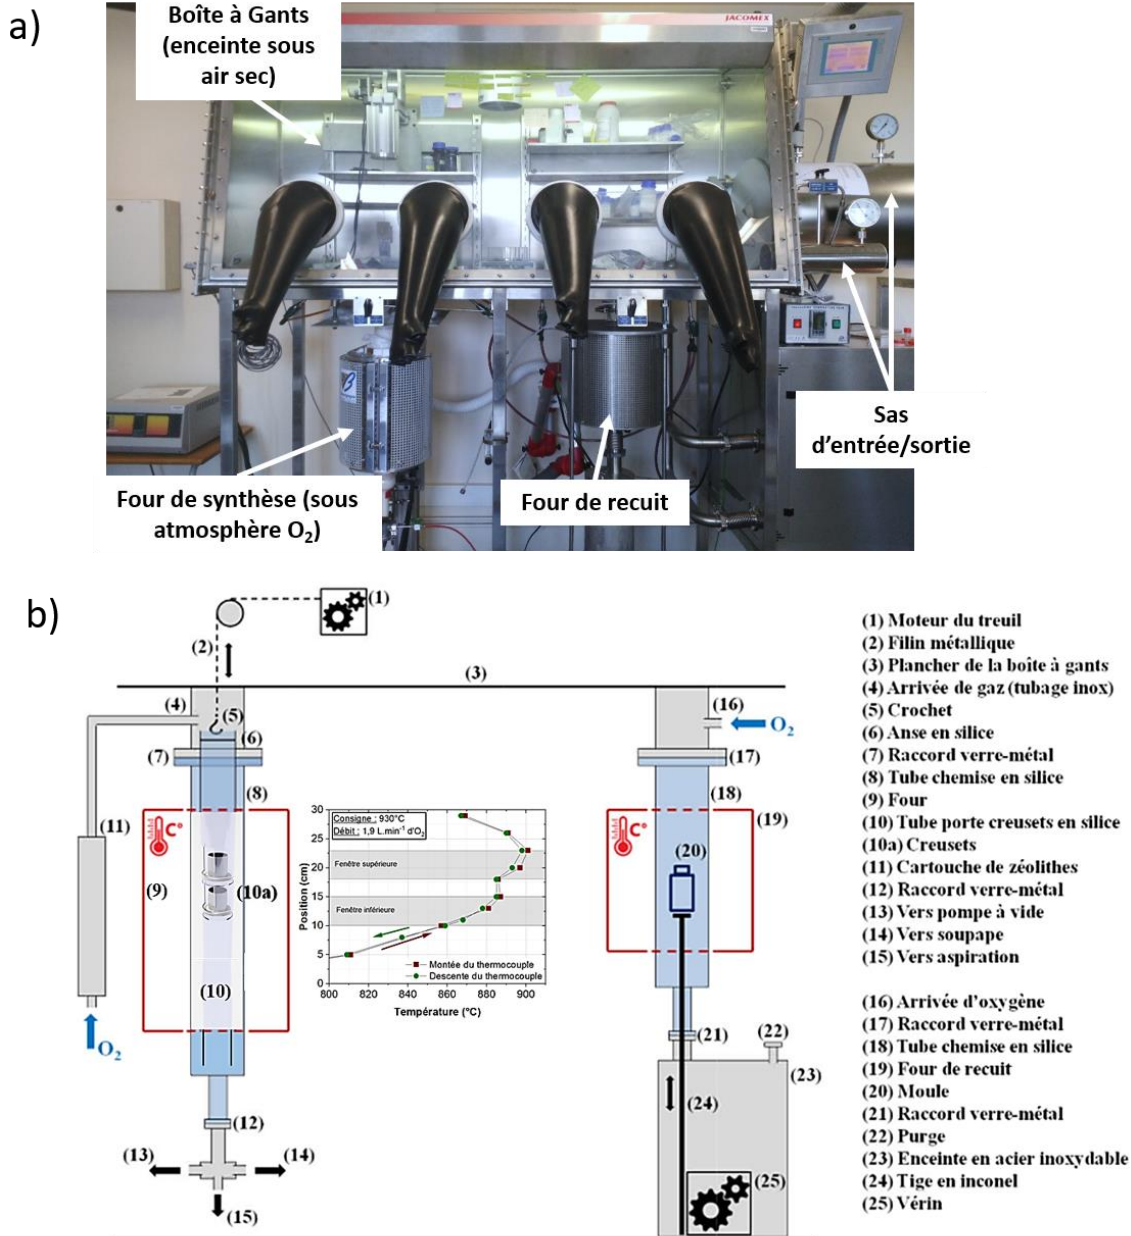 a)
Boîte à Gants
(enceinte sous
air sec)
JACOMEX
Sas
d'entrée/sortie
Four de synthèse (sous
atmosphère O₂)
Four de recuit
b)
(1)
(2)
(3)
(4)
(5)
(6)
(7)
(8)
(9)
(10)
(10a)
(11)
(12)
(13)
(14)
(15)
O₂
C°
Consigne : 930°C
Débit : 1,9 L.min⁻¹ d'O₂
Fenêtre supérieure
Fenêtre inférieure
Montée du thermocouple
Descente du thermocouple
Position (cm)
30
25
20
15
10
5
0
800 820 840 860 880 900
Température (°C)
(16)
O₂
(17)
(18)
(19)
C°
(20)
(21)
(22)
(23)
(24)
(25)
(1) Moteur du treuil
(2) Filin métallique
(3) Plancher de la boite à gants
(4) Arrivée de gaz (tubage inox)
(5) Crochet
(6) Anse en silice
(7) Raccord verre-métal
(8) Tube chemise en silice
(9) Four
(10) Tube porte creusets en silice
(10a) Creusets
(11) Cartouche de zéolithes
(12) Raccord verre-métal
(13) Vers pompe à vide
(14) Vers soupape
(15) Vers aspiration
(16) Arrivée d'oxygène
(17) Raccord verre-métal
(18) Tube chemise en silice
(19) Four de recuit
(20) Moule
(21) Raccord verre-métal
(22) Purge
(23) Enceinte en acier inoxydable
(24) Tige en inconel
(25) Vérin